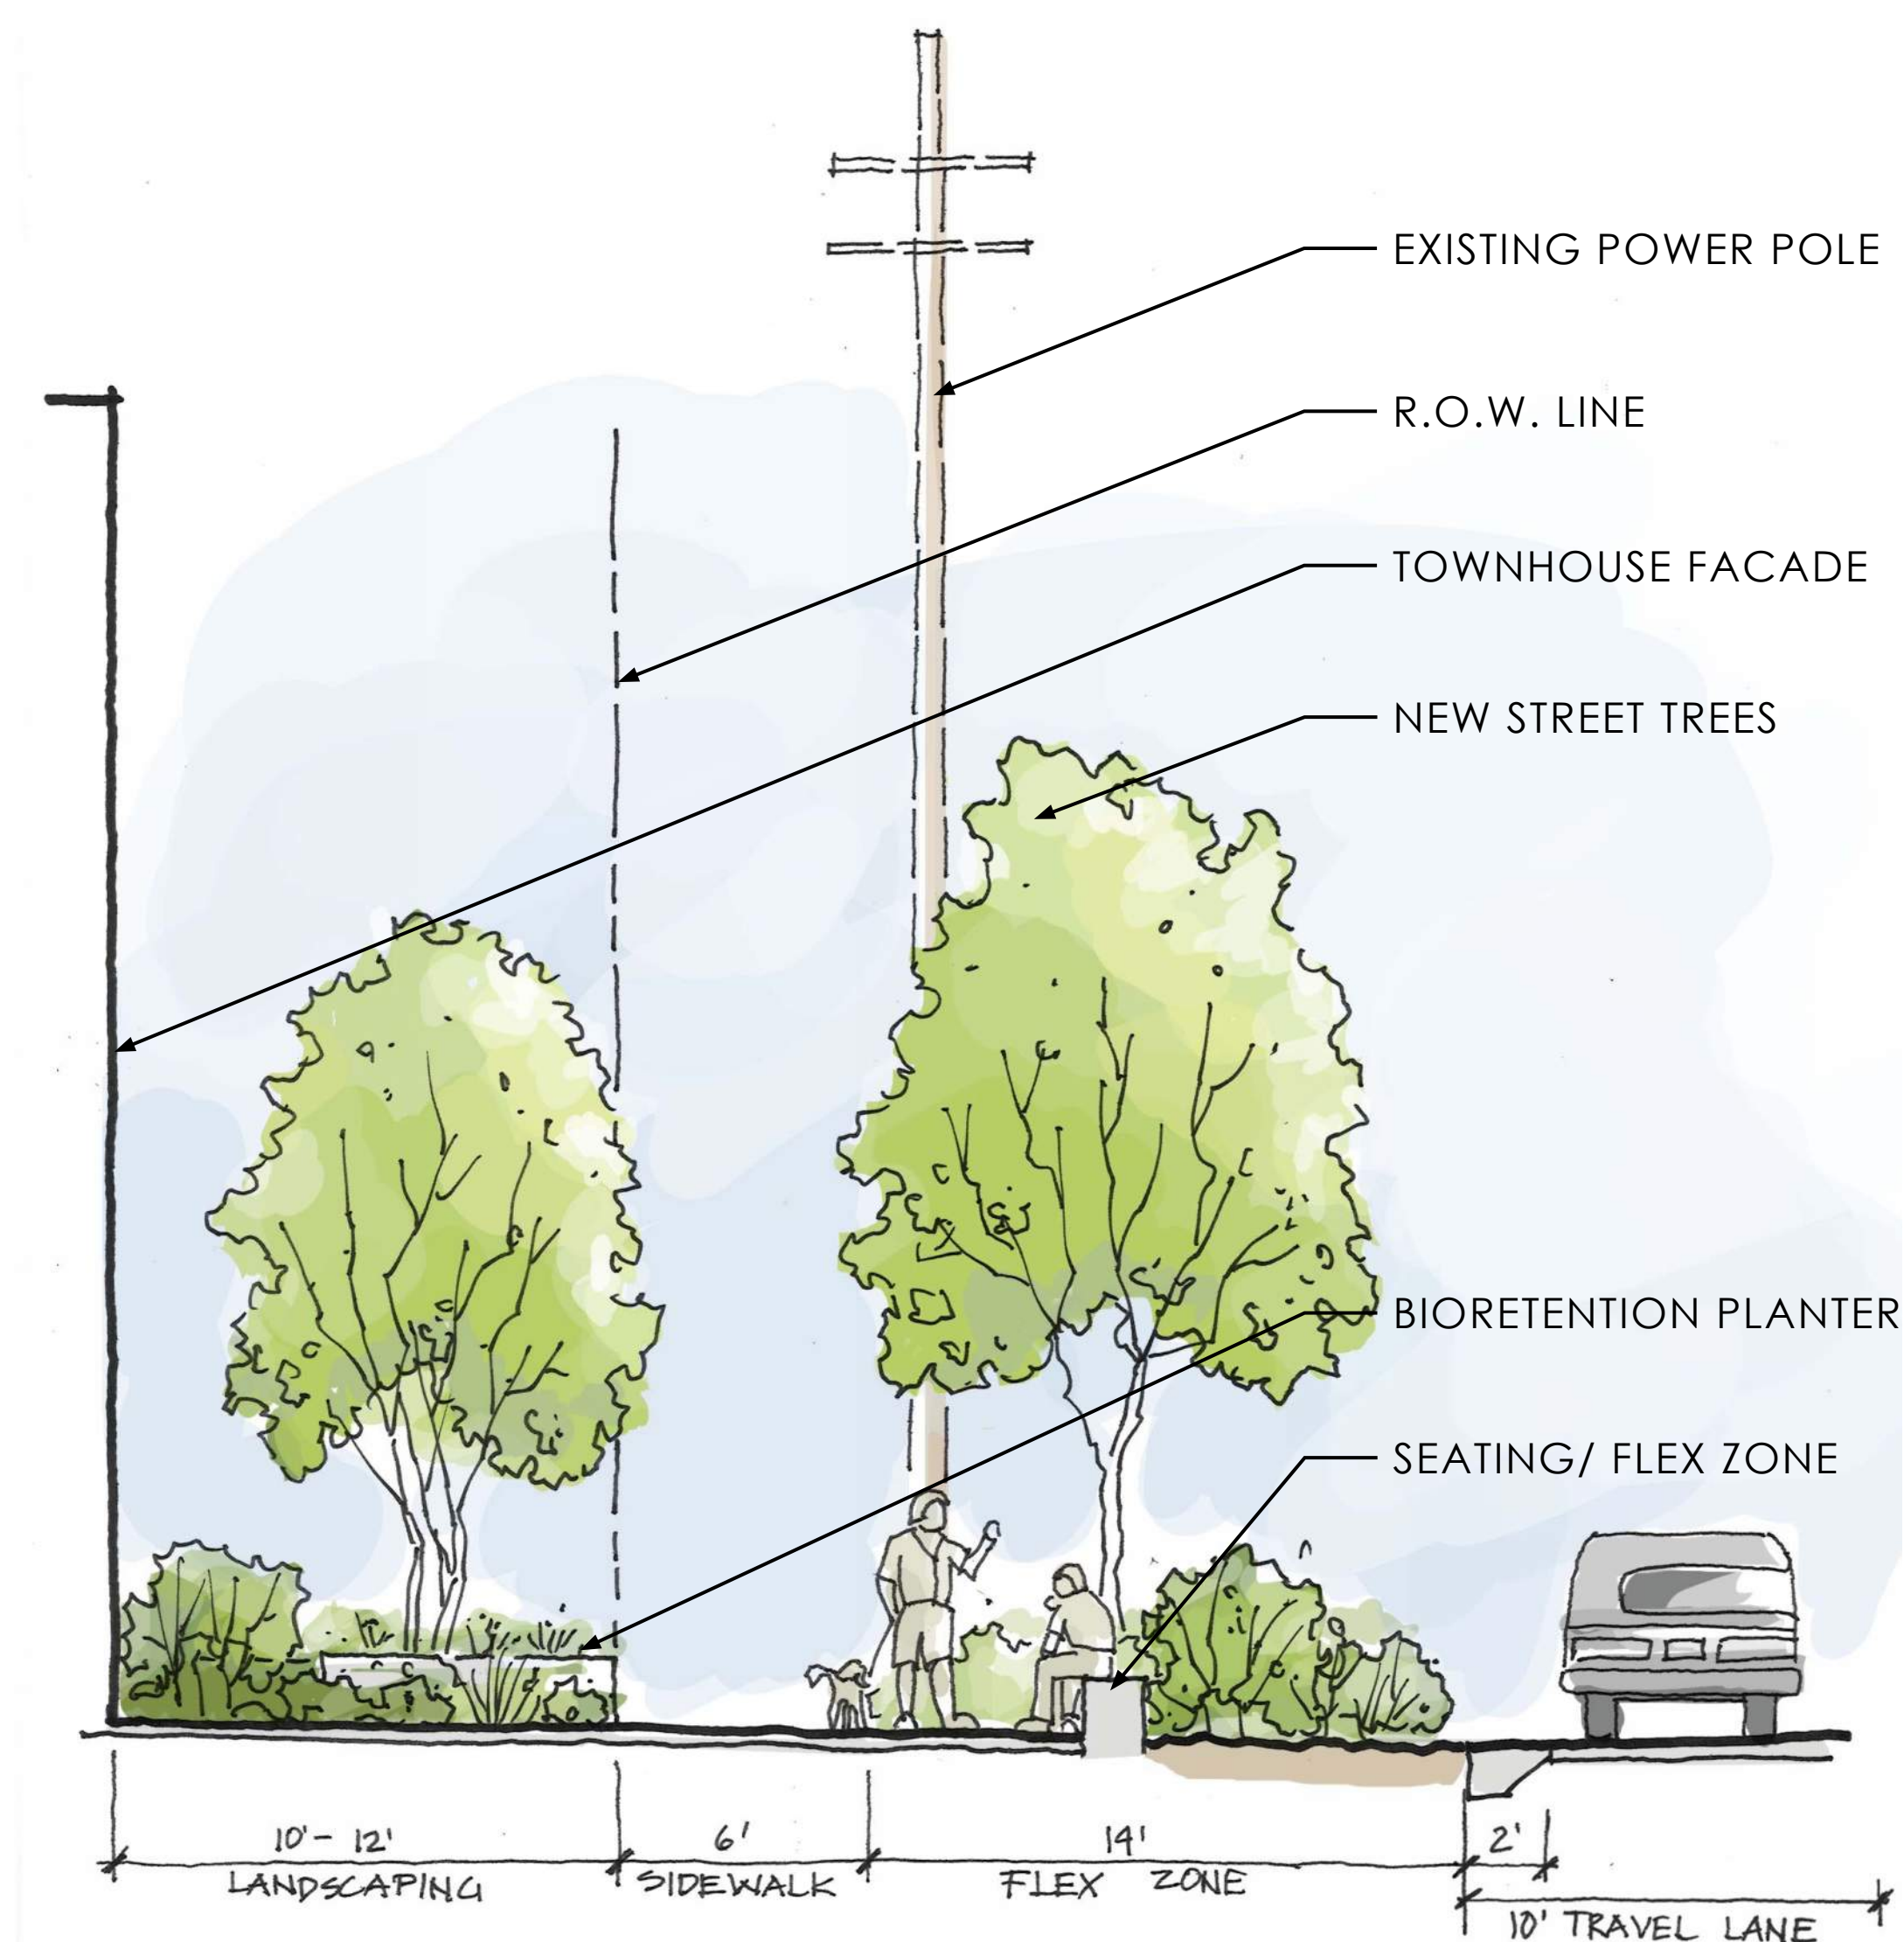 EXISTING POWER POLE
R.O.W. LINE
TOWNHOUSE FACADE
NEW STREET TREES
BIORETENTION PLANTER
SEATING/ FLEX ZONE
10'- 12' 6' 14' 2'
LANDSCAPING SIDEWALK FLEX ZONE
10' TRAVEL LANE